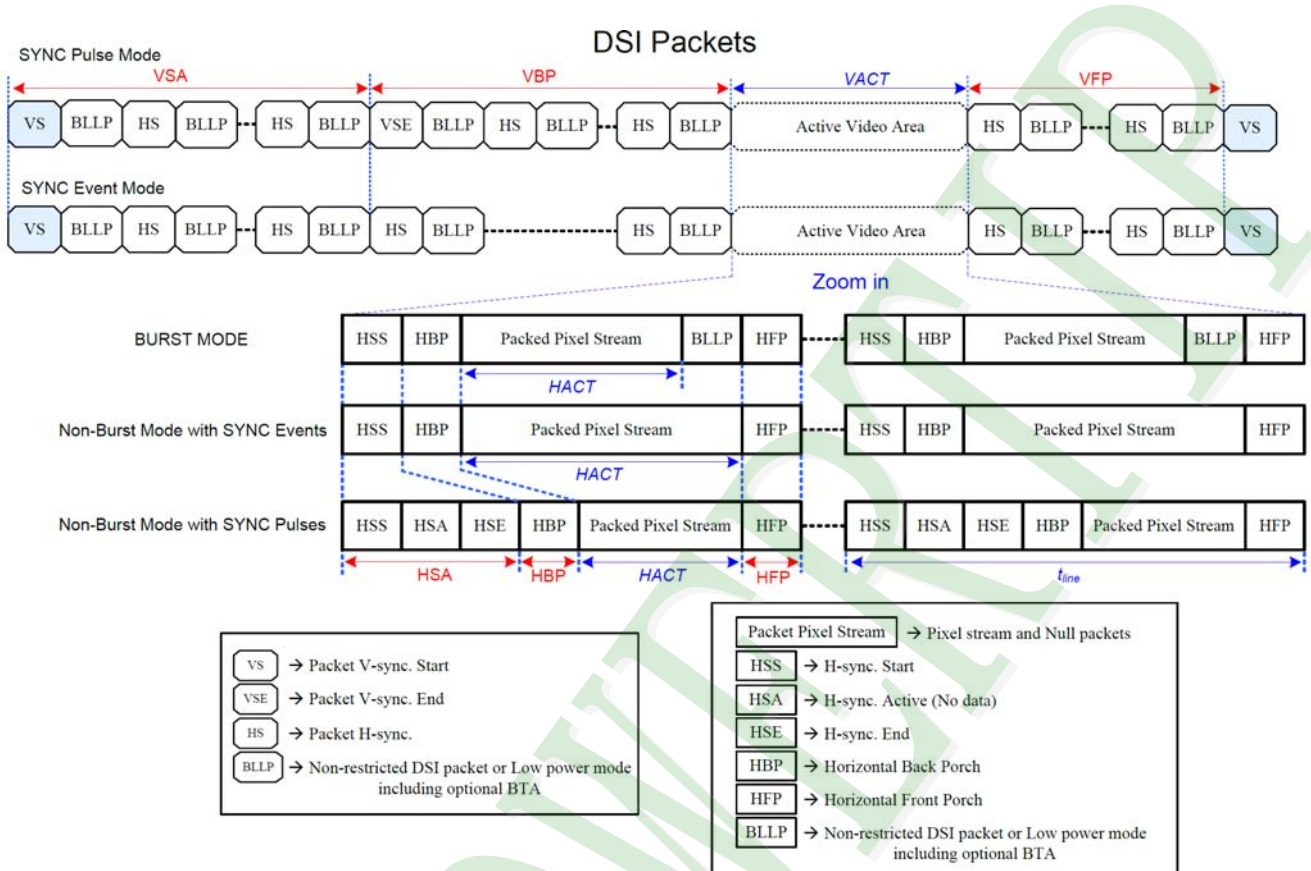 DSI Packets
SYNC Pulse Mode
VSA VBP VACT VFP
VS BLLP HS BLLP HS BLLP VSE BLLP HS BLLP HS BLLP Active Video Area HS BLLP HS BLLP VS
SYNC Event Mode
VS BLLP HS BLLP HS BLLP HS BLLP HS BLLP Active Video Area HS BLLP HS BLLP VS
Zoom in
BURST MODE HSS HBP Packed Pixel Stream BLLP HFP HSS HBP Packed Pixel Stream BLLP HFP
HACT
Non-Burst Mode with SYNC Events HSS HBP Packed Pixel Stream HFP HSS HBP Packed Pixel Stream HFP
HACT
Non-Burst Mode with SYNC Pulses HSS HSA HSE HBP Packed Pixel Stream HFP HSS HSA HSE HBP Packed Pixel Stream HFP
HSA HBP HACT HFP tline
VS → Packet V-sync. Start
VSE → Packet V-sync. End
HS → Packet H-sync.
BLLP → Non-restricted DSI packet or Low power mode
including optional BTA
Packet Pixel Stream → Pixel stream and Null packets
HSS → H-sync. Start
HSA → H-sync. Active (No data)
HSE → H-sync. End
HBP → Horizontal Back Porch
HFP → Horizontal Front Porch
BLLP → Non-restricted DSI packet or Low power mode
including optional BTA